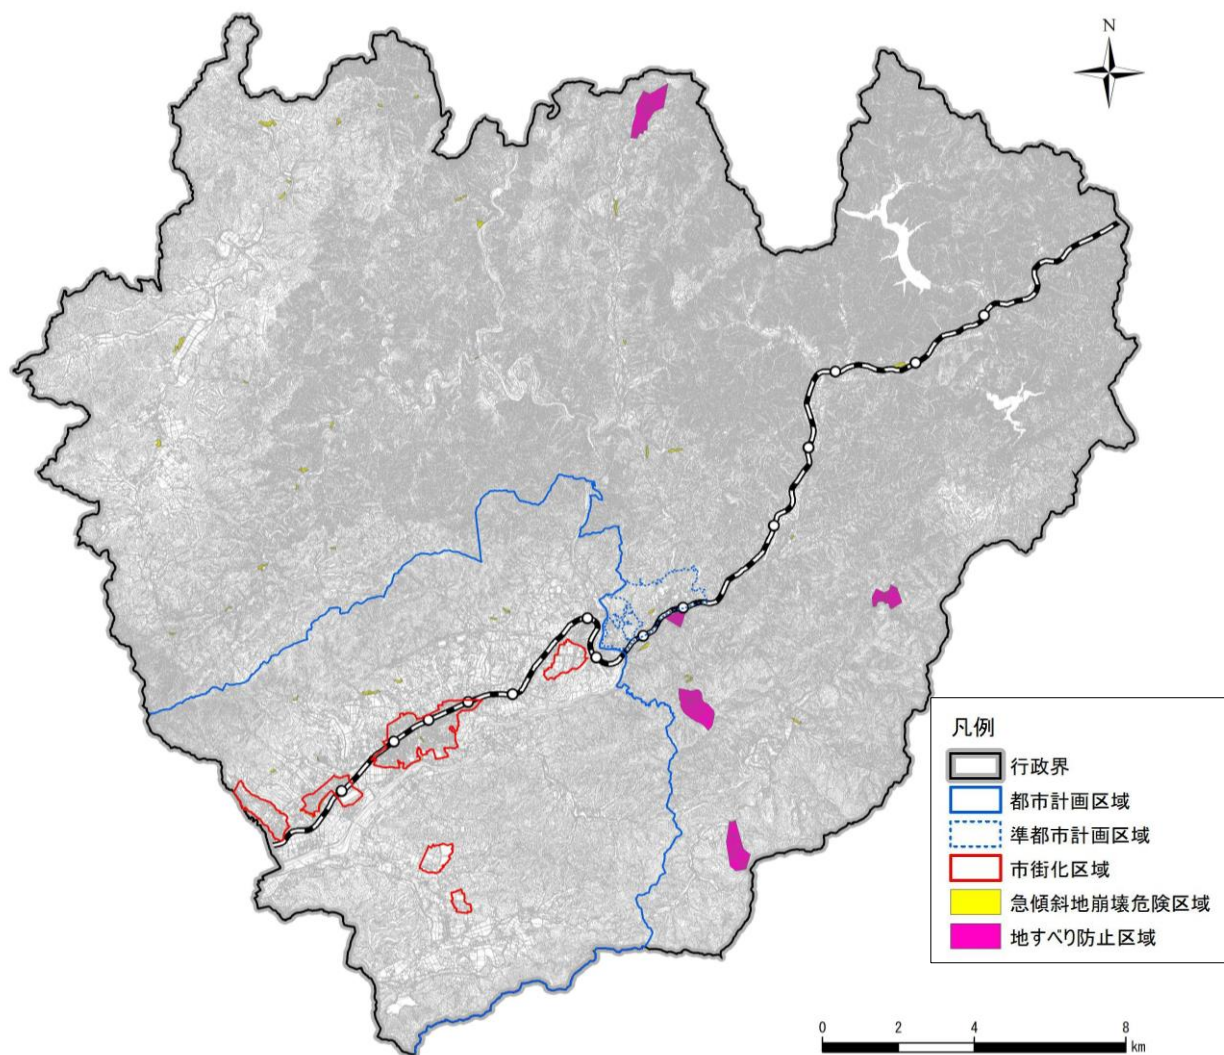 N
凡例
行政界
都市計画区域
準都市計画区域
市街化区域
急傾斜地崩壊危険区域
地すべり防止区域
0 2 4 8
km